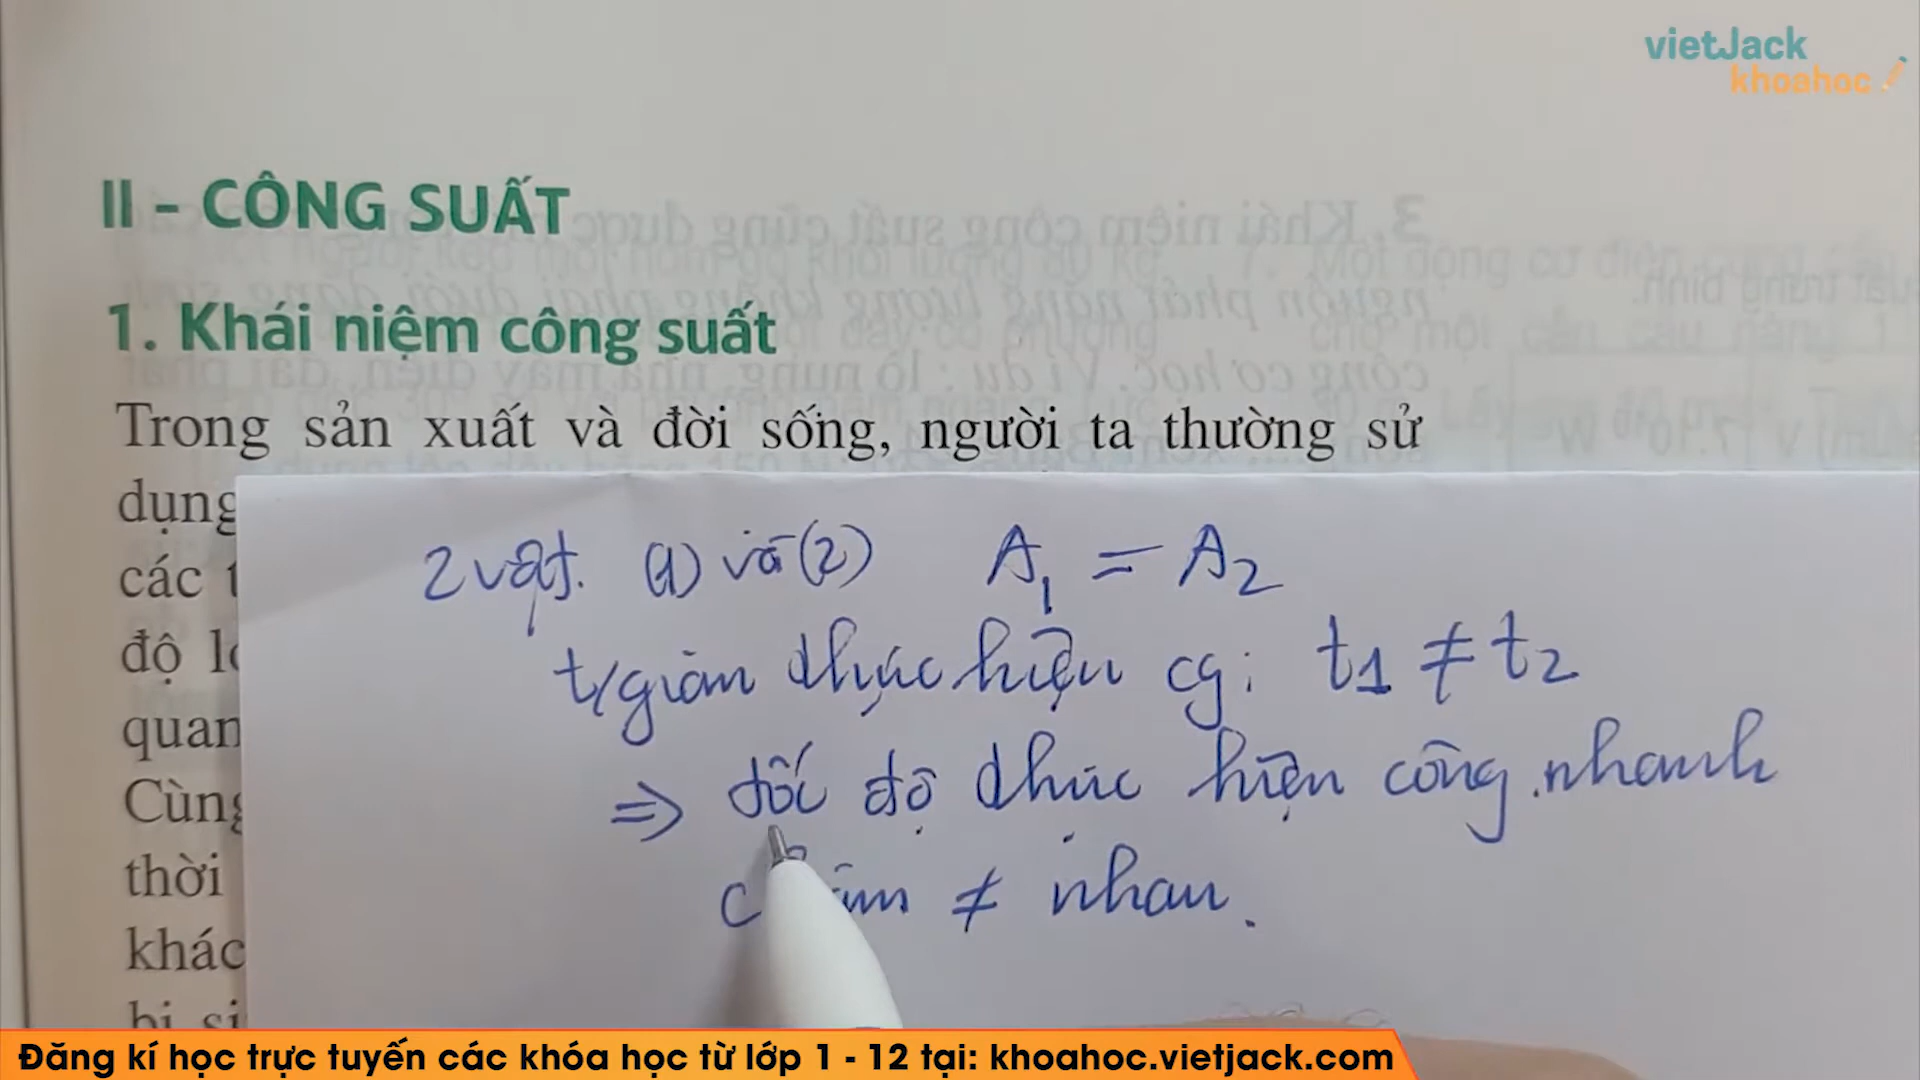 vietJack
khoahoc
II - CÔNG SUẤT
1. Khái niệm công suất
Trong sản xuất và đời sống, người ta thường sử
dụng
các
độ
quan
Cùng
thời
khác
bị
2 vật. (1) và (2) A1 = A2
t/gian thực hiện cg: t1 ≠ t2
⇒ tốc độ thực hiện công nhanh
≠ nhau.
Đăng kí học trực tuyến các khóa học từ lớp 1 - 12 tại: khoahoc.vietjack.com